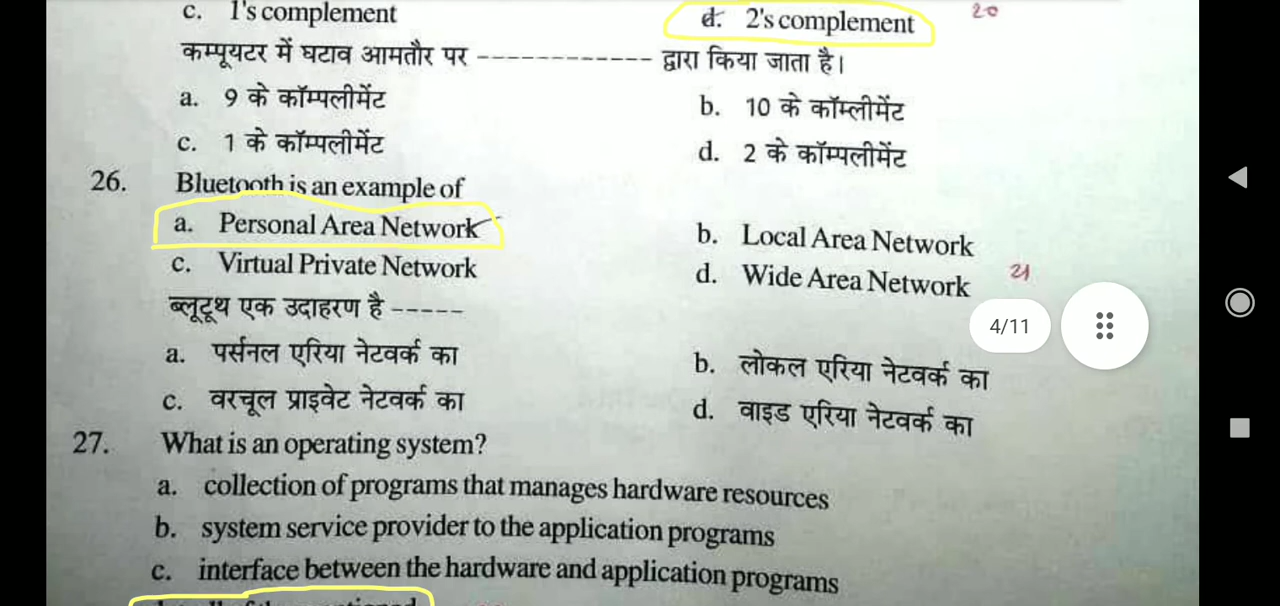 c. 1's complement d. 2's complement 20
कम्पूयटर में घटाव आमतौर पर ------------ द्वारा किया जाता है।
a. 9 के कॉम्पलीमेंट b. 10 के कॉम्लीमेंट
c. 1 के कॉम्पलीमेंट d. 2 के कॉम्पलीमेंट
26. Bluetooth is an example of
a. Personal Area Network b. Local Area Network
c. Virtual Private Network d. Wide Area Network 21
ब्लूटूथ एक उदाहरण है -----
4/11
a. पर्सनल एरिया नेटवर्क का b. लोकल एरिया नेटवर्क का
c. वरचूल प्राइवेट नेटवर्क का d. वाइड एरिया नेटवर्क का
27. What is an operating system?
a. collection of programs that manages hardware resources
b. system service provider to the application programs
c. interface between the hardware and application programs